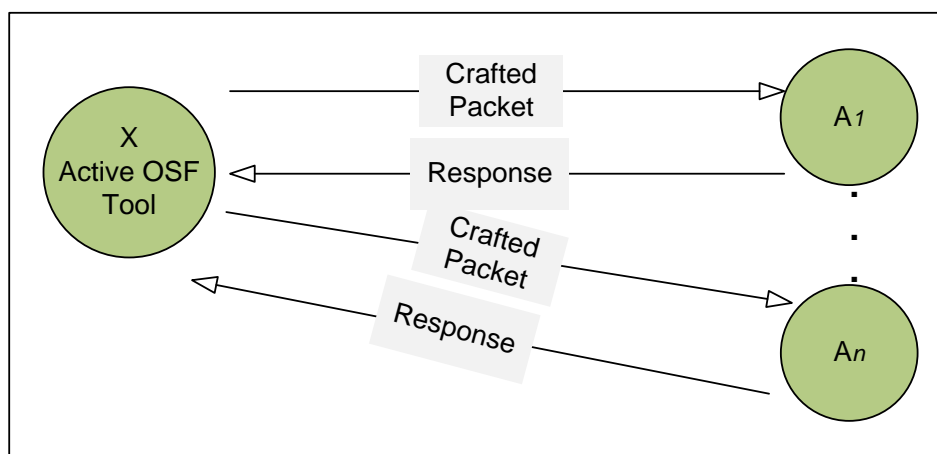 X
Active OSF
Tool
Crafted
Packet
Response
Crafted
Packet
Response
A1
.
.
.
An